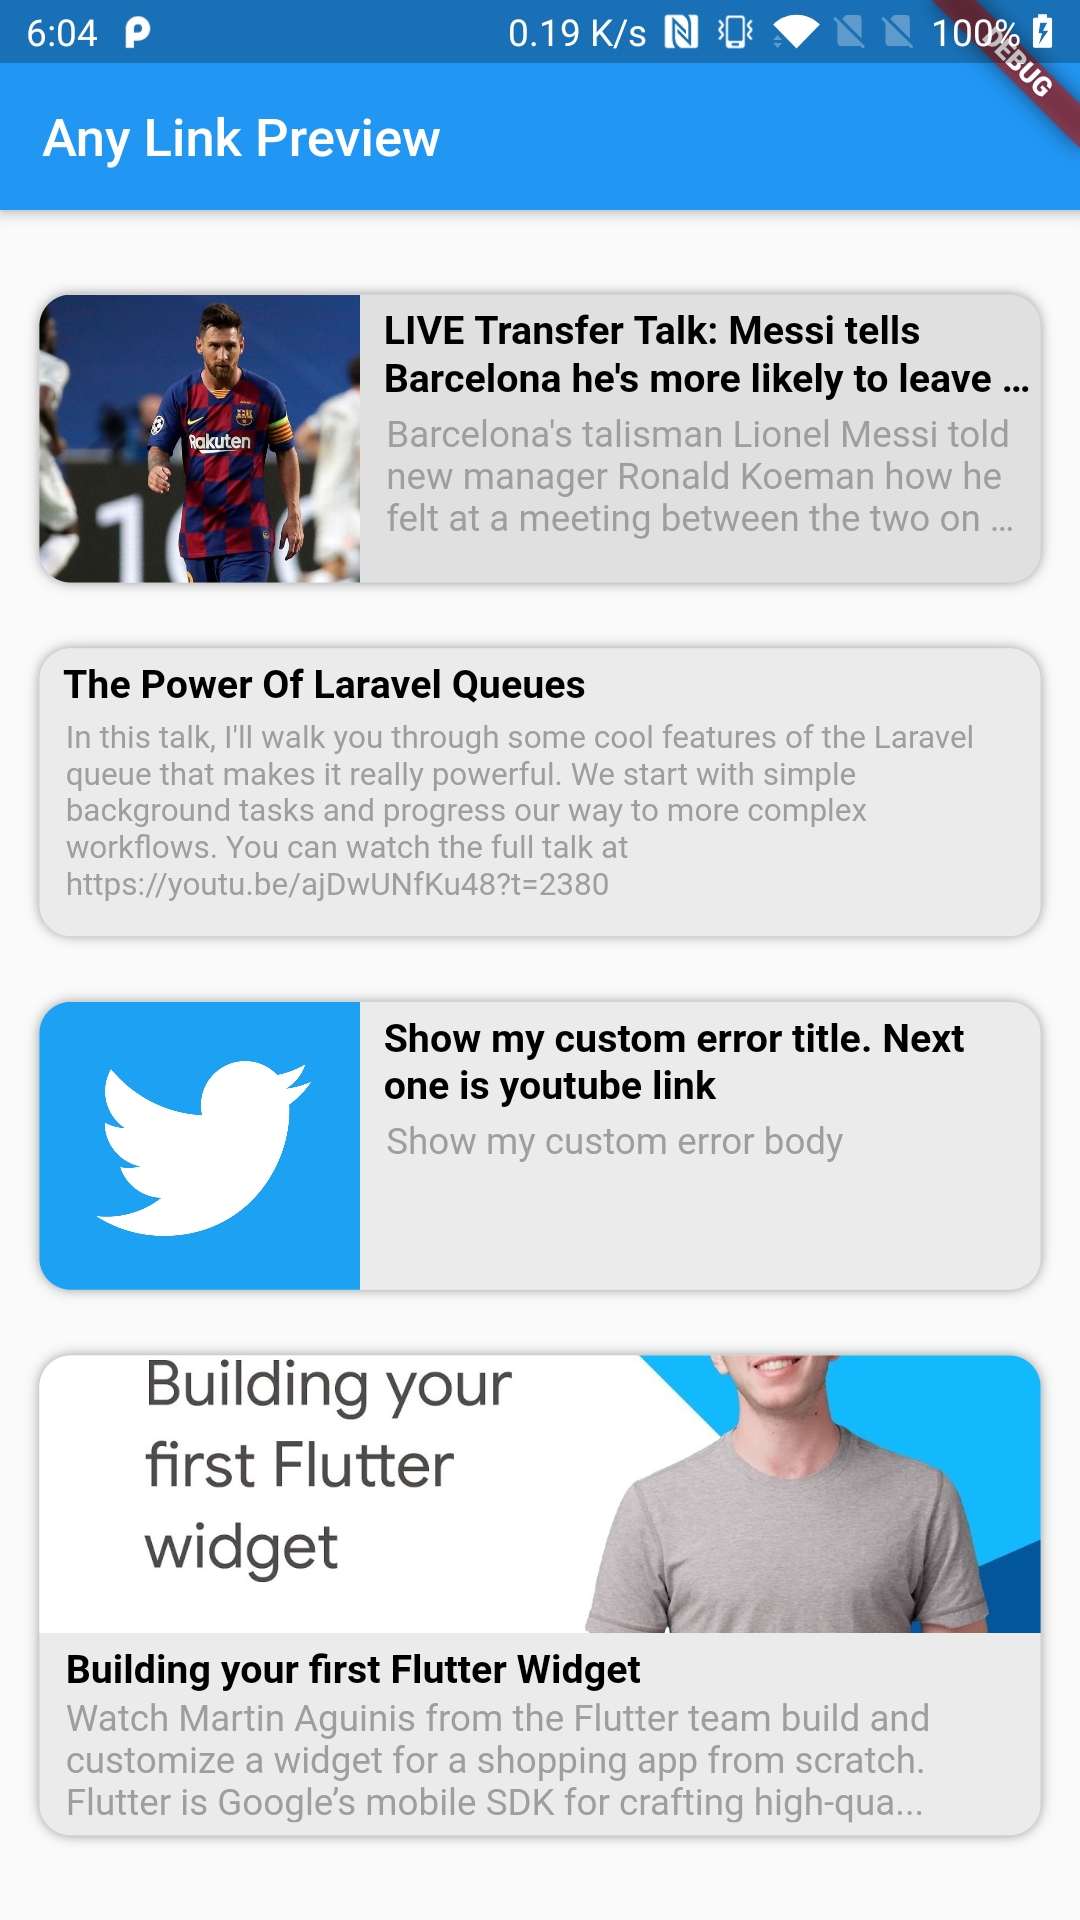 6:04
0.19 K/s
100%
DEBUG
Any Link Preview
Rakuten
LIVE Transfer Talk: Messi tells
Barcelona he's more likely to leave …
Barcelona's talisman Lionel Messi told
new manager Ronald Koeman how he
felt at a meeting between the two on …
The Power Of Laravel Queues
In this talk, I'll walk you through some cool features of the Laravel
queue that makes it really powerful. We start with simple
background tasks and progress our way to more complex
workflows. You can watch the full talk at
https://youtu.be/ajDwUNfKu48?t=2380
Show my custom error title. Next
one is youtube link
Show my custom error body
Building your
first Flutter
widget
Building your first Flutter Widget
Watch Martin Aguinis from the Flutter team build and
customize a widget for a shopping app from scratch.
Flutter is Google’s mobile SDK for crafting high-qua...